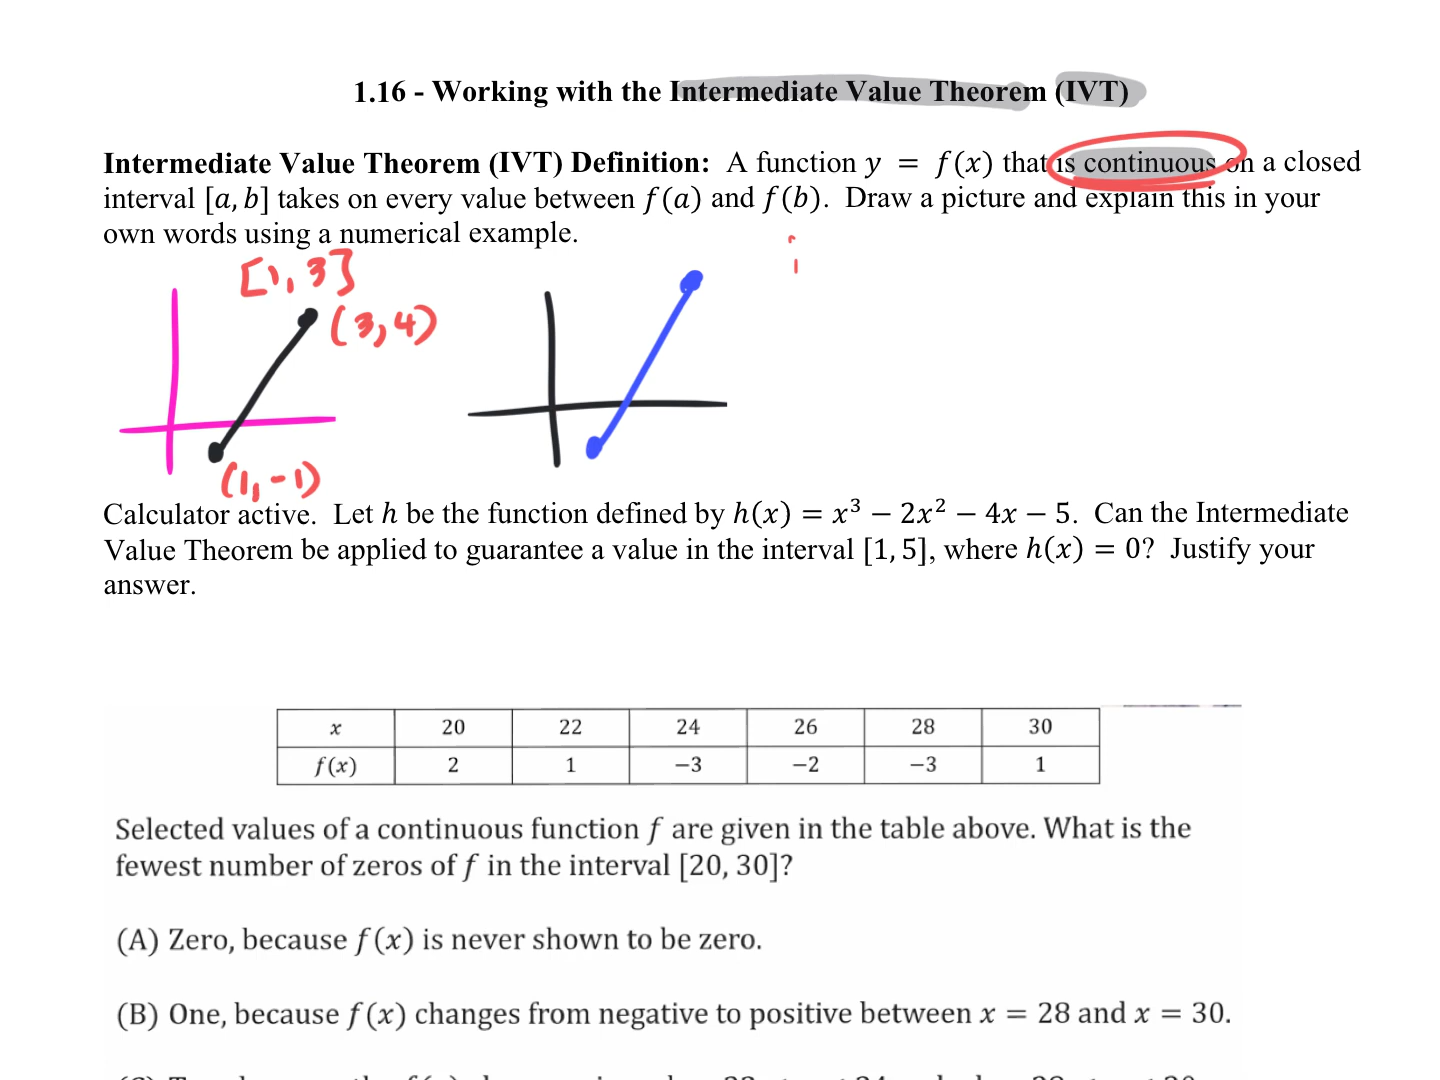 1.16 - Working with the Intermediate Value Theorem (IVT)
Intermediate Value Theorem (IVT) Definition: A function y = f(x) that is continuous on a closed
interval [a, b] takes on every value between f(a) and f(b). Draw a picture and explain this in your
own words using a numerical example.
[1, 3]
(3,4)
(1,-1)
Calculator active. Let h be the function defined by h(x) = x³ − 2x² − 4x − 5. Can the Intermediate
Value Theorem be applied to guarantee a value in the interval [1, 5], where h(x) = 0? Justify your
answer.
x 20 22 24 26 28 30
f(x) 2 1 −3 −2 −3 1
Selected values of a continuous function f are given in the table above. What is the
fewest number of zeros of f in the interval [20, 30]?
(A) Zero, because f(x) is never shown to be zero.
(B) One, because f(x) changes from negative to positive between x = 28 and x = 30.